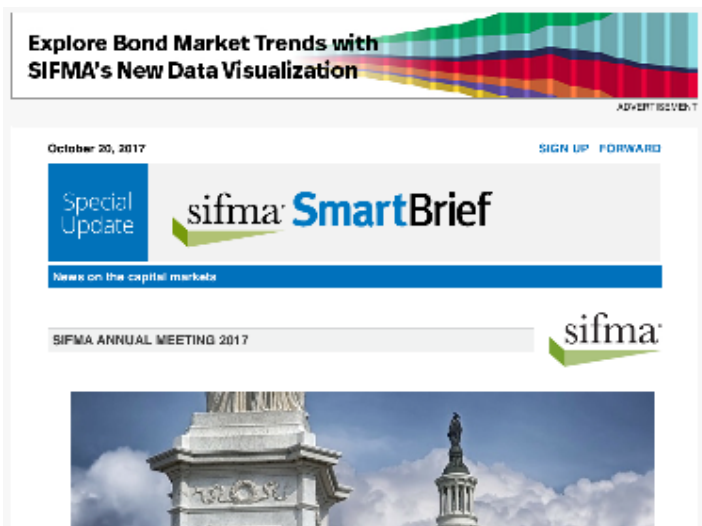 Explore Bond Market Trends with
SIFMA's New Data Visualization
ADVERTISEMENT
October 20, 2017 SIGN UP FORWARD
Special
Update
sifma SmartBrief
News on the capital markets
sifma
SIFMA ANNUAL MEETING 2017